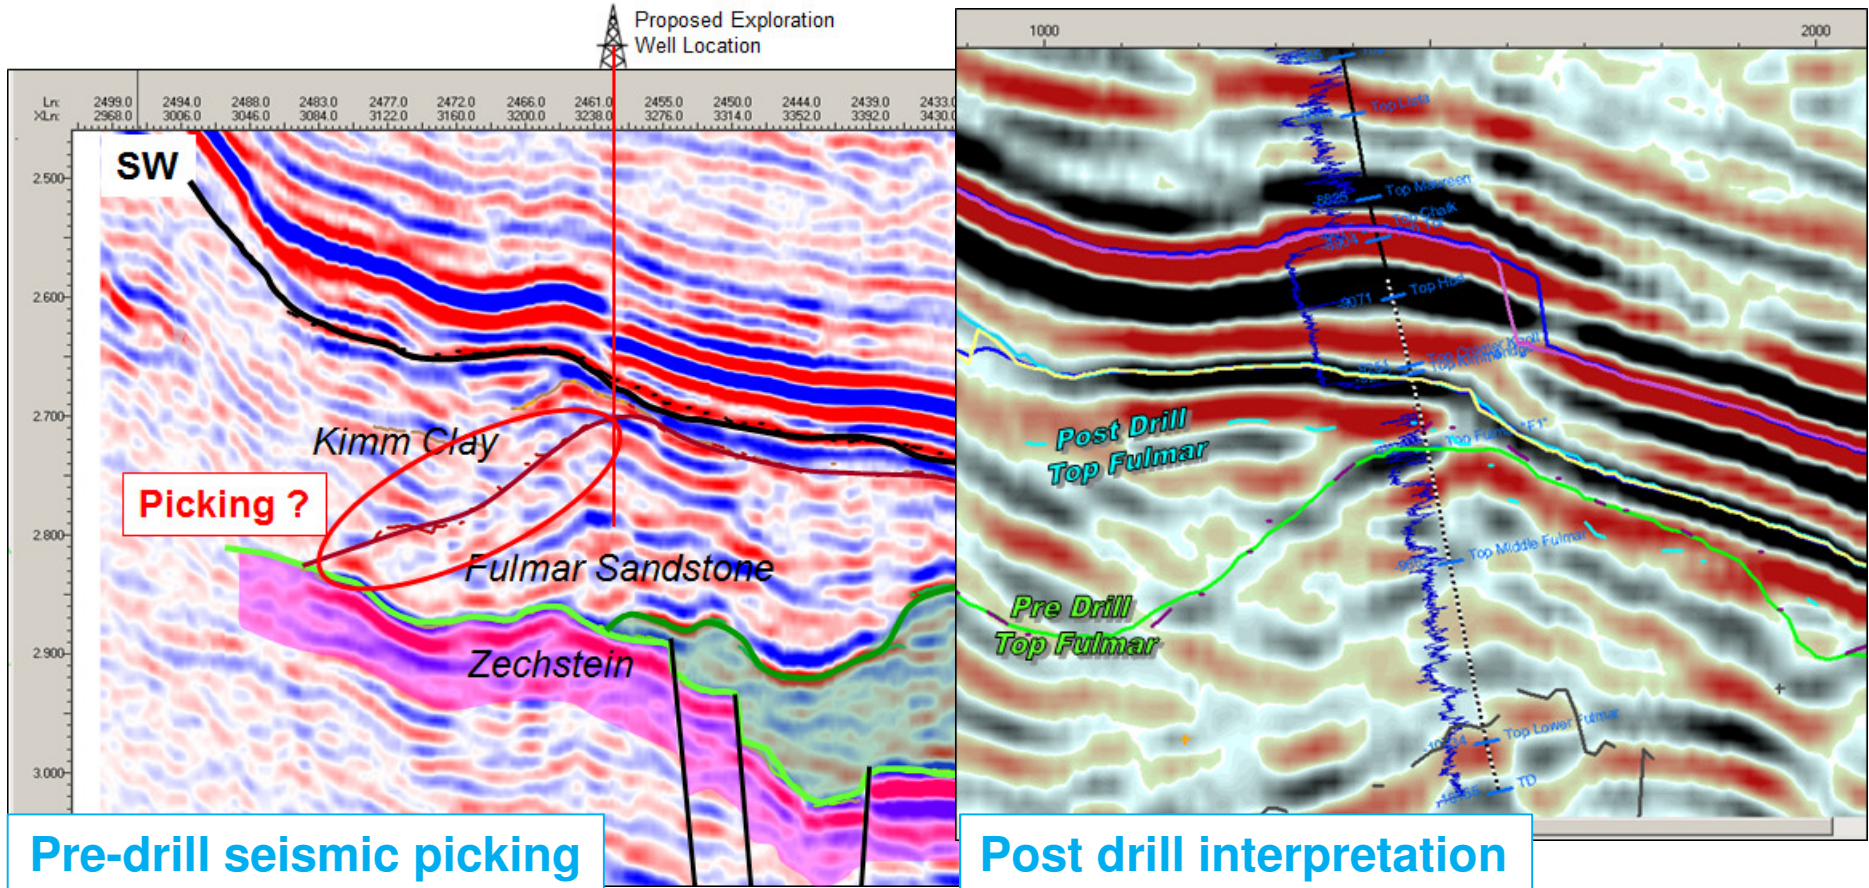 Proposed Exploration
Well Location
Ln: 2499.0 2494.0 2488.0 2483.0 2477.0 2472.0 2466.0 2461.0 2455.0 2450.0 2444.0 2439.0 2433.0
XLn: 2968.0 3006.0 3046.0 3084.0 3122.0 3160.0 3200.0 3238.0 3276.0 3314.0 3352.0 3392.0 3430.0
SW
2.500
2.600
2.700
2.800
2.900
3.000
Kimm Clay
Picking ?
Fulmar Sandstone
Zechstein
Pre-drill seismic picking
1000 2000
Top Lista
Top Maureen
Top Chalk
Top Hod
-9071
Post Drill
Top Fulmar
Top Fulmar "F1"
Top Middle Fulmar
Pre Drill
Top Fulmar
Top Lower Fulmar
TD
Post drill interpretation